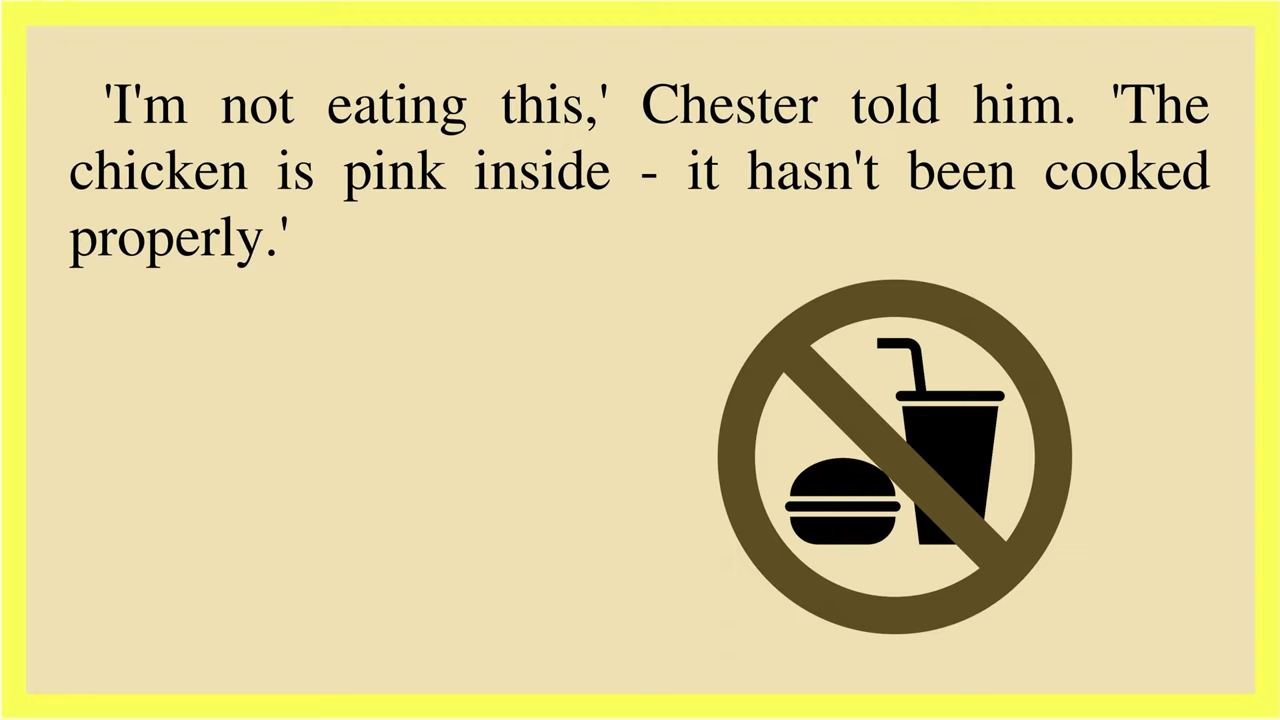 'I'm not eating this,' Chester told him. 'The
chicken is pink inside - it hasn't been cooked
properly.'